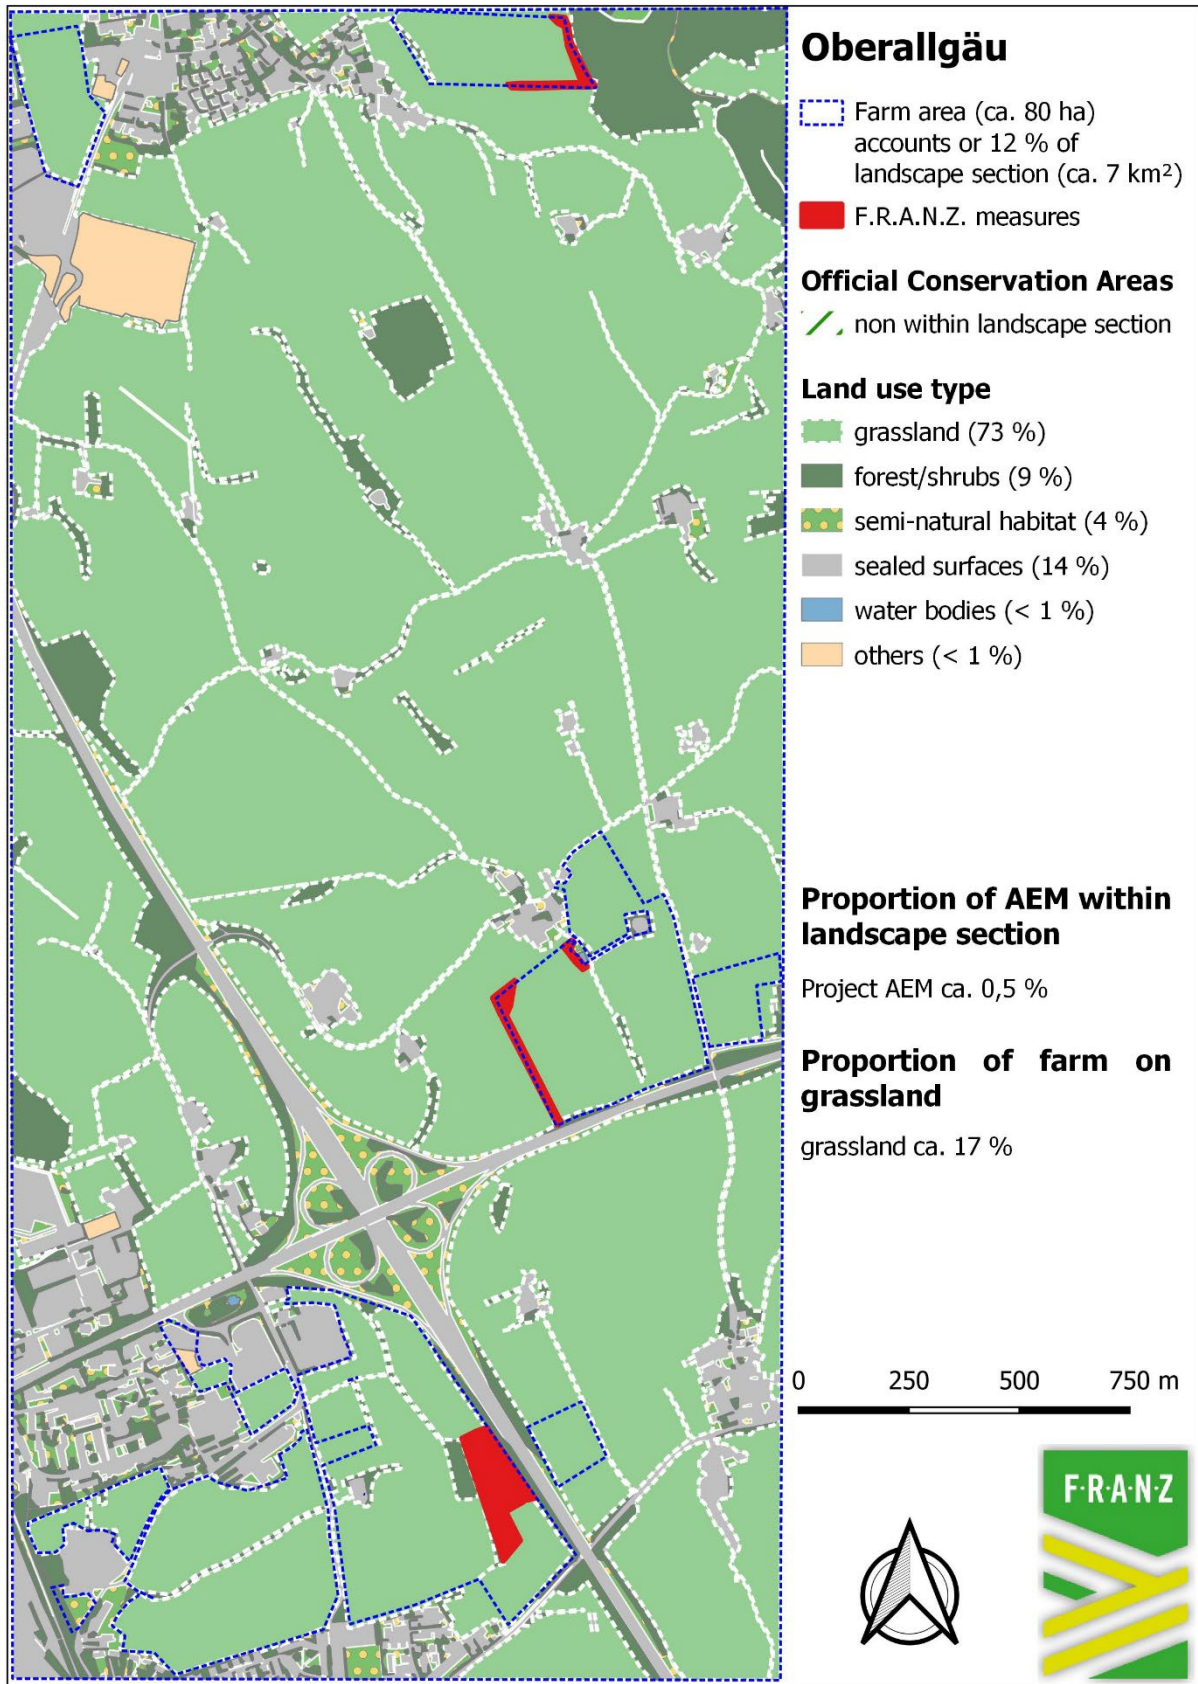 Oberallgäu
Farm area (ca. 80 ha)
accounts or 12 % of
landscape section (ca. 7 km²)
F.R.A.N.Z. measures
Official Conservation Areas
non within landscape section
Land use type
grassland (73 %)
forest/shrubs (9 %)
semi-natural habitat (4 %)
sealed surfaces (14 %)
water bodies (< 1 %)
others (< 1 %)
Proportion of AEM within
landscape section
Project AEM ca. 0,5 %
Proportion of farm on
grassland
grassland ca. 17 %
0 250 500 750 m
F·R·A·N·Z